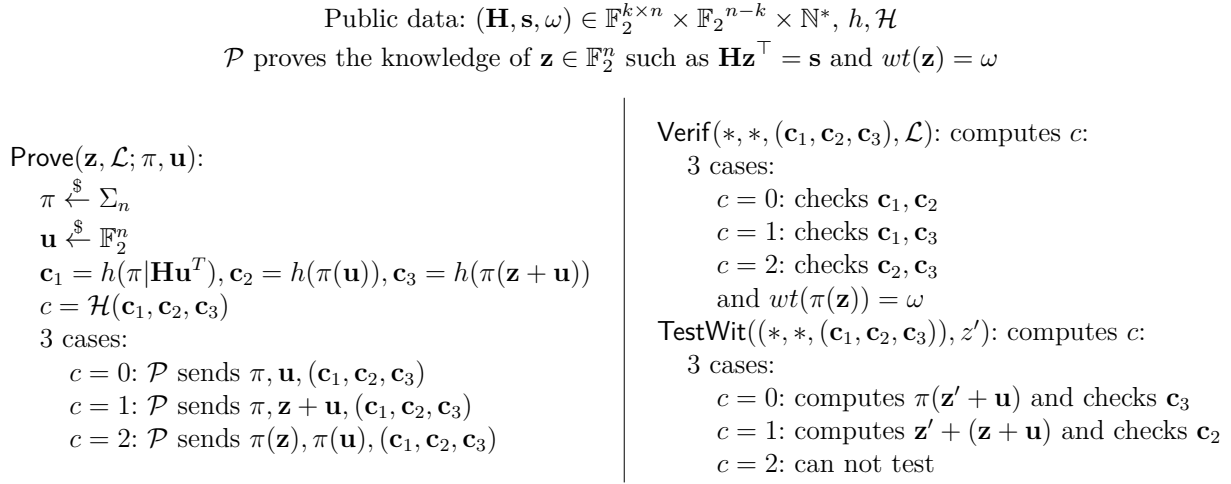 Public data: (𝐇, 𝐬, ω) ∈ 𝔽₂^{k×n} × 𝔽₂^{n−k} × ℕ*, h, ℋ
𝒫 proves the knowledge of 𝐳 ∈ 𝔽₂ⁿ such as 𝐇𝐳^⊤ = 𝐬 and wt(𝐳) = ω
Prove(𝐳, ℒ; π, 𝐮):
π ←$ Σₙ
𝐮 ←$ 𝔽₂ⁿ
𝐜₁ = h(π|𝐇𝐮^T), 𝐜₂ = h(π(𝐮)), 𝐜₃ = h(π(𝐳 + 𝐮))
c = ℋ(𝐜₁, 𝐜₂, 𝐜₃)
3 cases:
c = 0: 𝒫 sends π, 𝐮, (𝐜₁, 𝐜₂, 𝐜₃)
c = 1: 𝒫 sends π, 𝐳 + 𝐮, (𝐜₁, 𝐜₂, 𝐜₃)
c = 2: 𝒫 sends π(𝐳), π(𝐮), (𝐜₁, 𝐜₂, 𝐜₃)
Verif(∗, ∗, (𝐜₁, 𝐜₂, 𝐜₃), ℒ): computes c:
3 cases:
c = 0: checks 𝐜₁, 𝐜₂
c = 1: checks 𝐜₁, 𝐜₃
c = 2: checks 𝐜₂, 𝐜₃
and wt(π(𝐳)) = ω
TestWit((∗, ∗, (𝐜₁, 𝐜₂, 𝐜₃)), z′): computes c:
3 cases:
c = 0: computes π(𝐳′ + 𝐮) and checks 𝐜₃
c = 1: computes 𝐳′ + (𝐳 + 𝐮) and checks 𝐜₂
c = 2: can not test